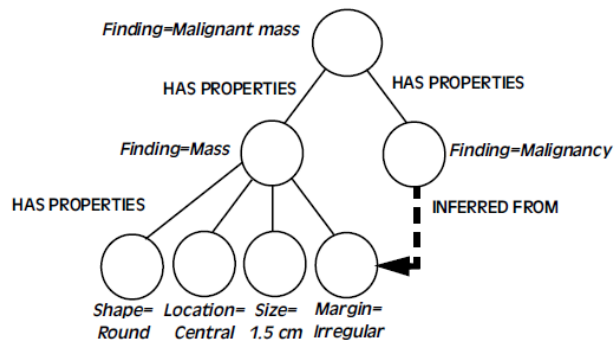 Finding=Malignant mass
HAS PROPERTIES
HAS PROPERTIES
Finding=Mass
Finding=Malignancy
HAS PROPERTIES
INFERRED FROM
Shape=
Round
Location=
Central
Size=
1.5 cm
Margin=
Irregular